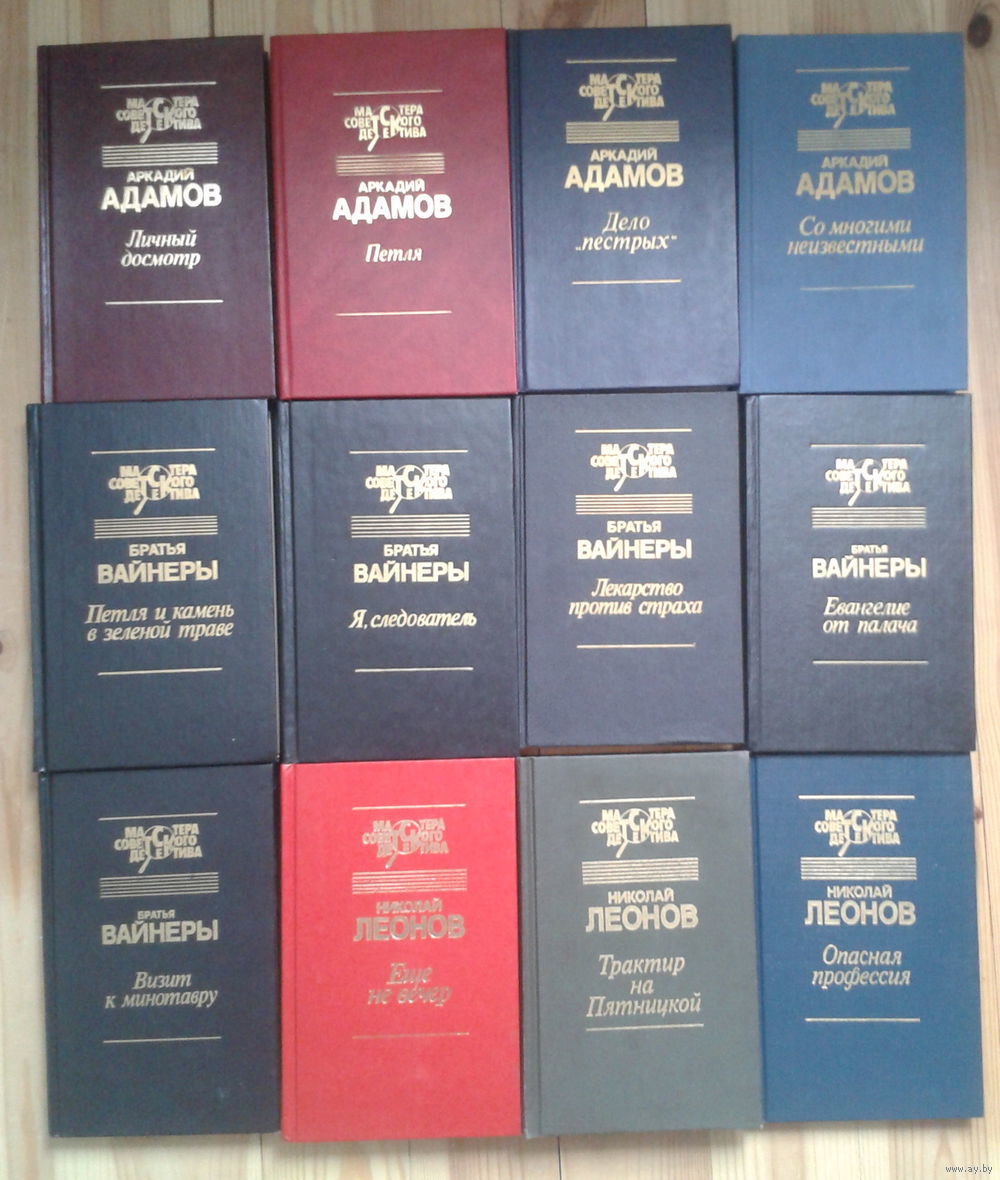 МАСТЕРА
СОВЕТСКОГО
ДЕТЕКТИВА
АРКАДИЙ
АДАМОВ
Личный
досмотр
МАСТЕРА
СОВЕТСКОГО
ДЕТЕКТИВА
АРКАДИЙ
АДАМОВ
Петля
МАСТЕРА
СОВЕТСКОГО
ДЕТЕКТИВА
АРКАДИЙ
АДАМОВ
Дело
„пестрых"
МАСТЕРА
СОВЕТСКОГО
ДЕТЕКТИВА
АРКАДИЙ
АДАМОВ
Со многими
неизвестными
МАСТЕРА
СОВЕТСКОГО
ДЕТЕКТИВА
БРАТЬЯ
ВАЙНЕРЫ
Петля и камень
в зеленой траве
МАСТЕРА
СОВЕТСКОГО
ДЕТЕКТИВА
БРАТЬЯ
ВАЙНЕРЫ
Я, следователь
МАСТЕРА
СОВЕТСКОГО
ДЕТЕКТИВА
БРАТЬЯ
ВАЙНЕРЫ
Лекарство
против страха
МАСТЕРА
СОВЕТСКОГО
ДЕТЕКТИВА
БРАТЬЯ
ВАЙНЕРЫ
Евангелие
от палача
МАСТЕРА
СОВЕТСКОГО
ДЕТЕКТИВА
БРАТЬЯ
ВАЙНЕРЫ
Визит
к минотавру
МАСТЕРА
СОВЕТСКОГО
ДЕТЕКТИВА
НИКОЛАЙ
ЛЕОНОВ
Еще
не вечер
МАСТЕРА
СОВЕТСКОГО
ДЕТЕКТИВА
НИКОЛАЙ
ЛЕОНОВ
Трактир
на
Пятницкой
МАСТЕРА
СОВЕТСКОГО
ДЕТЕКТИВА
НИКОЛАЙ
ЛЕОНОВ
Опасная
профессия
www.ay.by